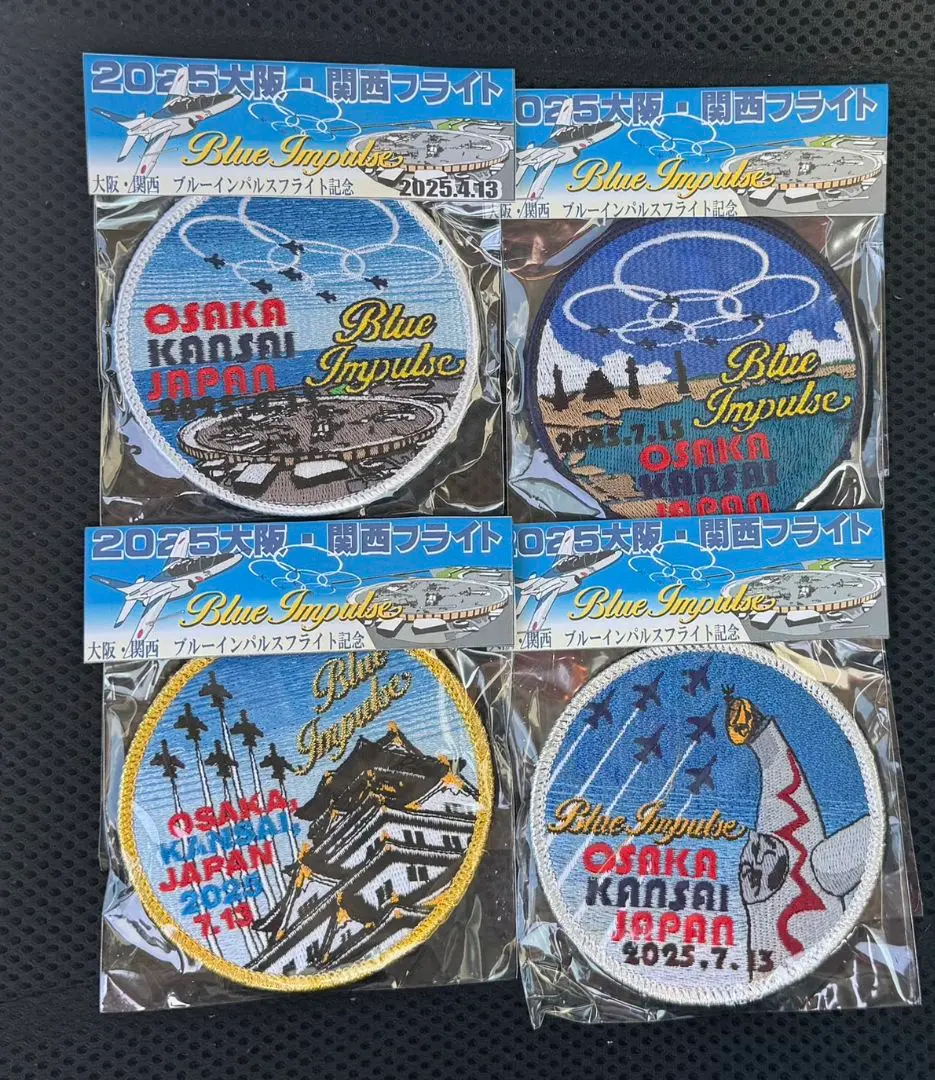 2025大阪・関西フライト
Blue Impulse
大阪・関西 ブルーインパルスフライト記念
2025.4.13
OSAKA
KANSAI
JAPAN
Blue
Impulse
2025大阪・関西フライト
Blue Impulse
阪・関西 ブルーインパルスフライト記念
Blue
Impulse
2025.7.13
OSAKA
KANSAI
JAPAN
2025大阪・関西フライト
Blue Impulse
大阪・関西 ブルーインパルスフライト記念
Blue
Impulse
OSAKA,
KANSAI,
JAPAN
2025
7.13
2025大阪・関西フライト
Blue Impulse
・関西 ブルーインパルスフライト記念
Blue Impulse
OSAKA
KANSAI
JAPAN
2025.7.13